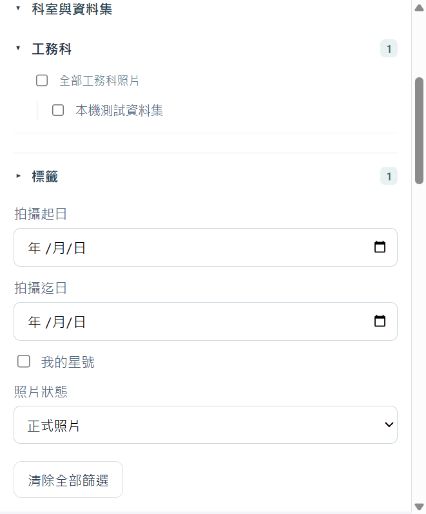 科室與資料集
工務科 1
全部工務科照片
本機測試資料集
標籤 1
拍攝起日
年 /月/日
拍攝迄日
年 /月/日
我的星號
照片狀態
正式照片
清除全部篩選